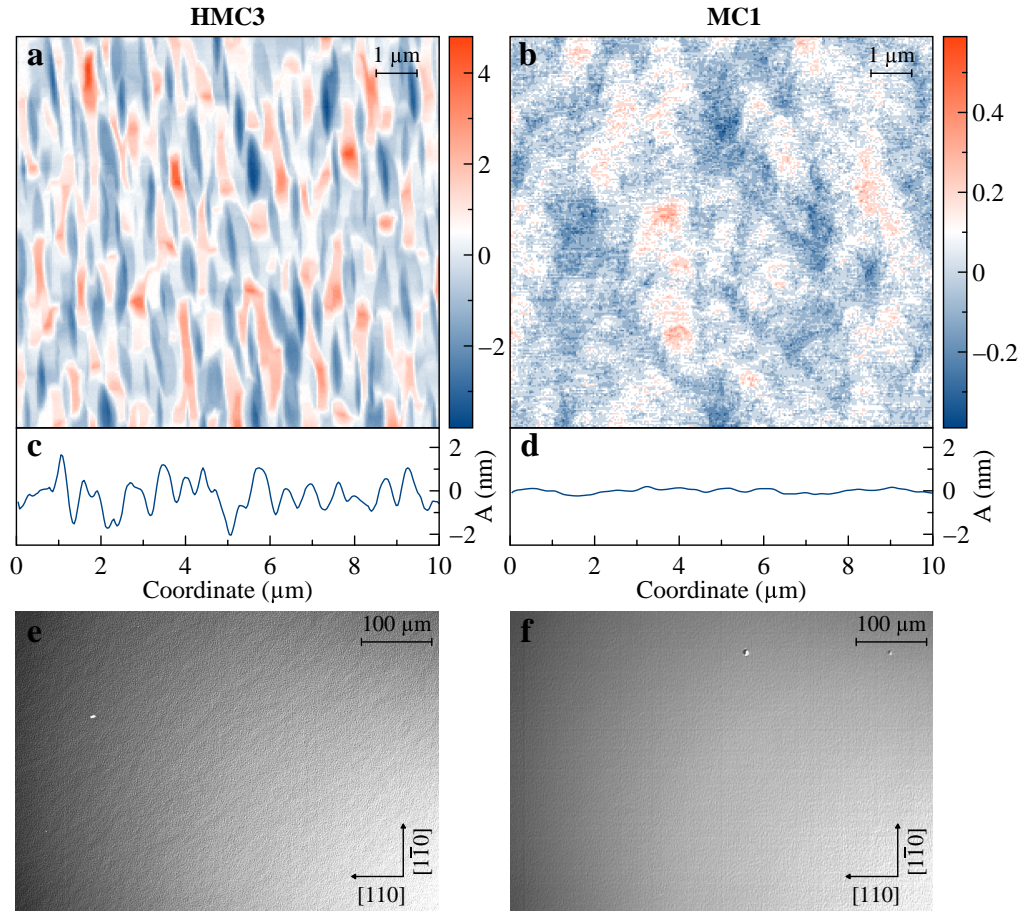 HMC3 MC1
a 1 µm
4
2
0
−2
b 1 µm
0.4
0.2
0
−0.2
c
2
0
−2
A (nm)
0 2 4 6 8 10
Coordinate (µm)
d
2
0
−2
A (nm)
0 2 4 6 8 10
Coordinate (µm)
e 100 µm
[11̅0]
[110]
f 100 µm
[11̅0]
[110]